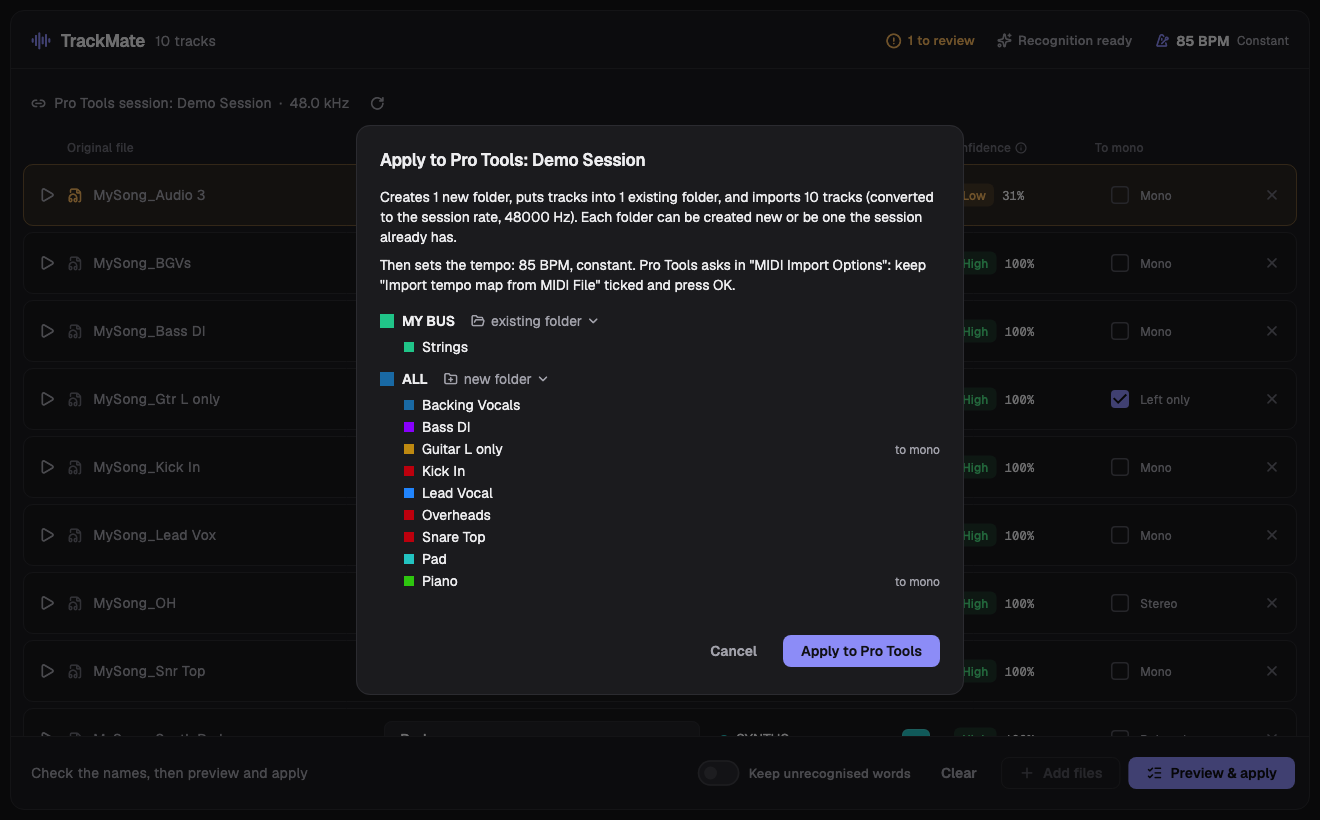 TrackMate 10 tracks
1 to review
Recognition ready
85 BPM Constant
Pro Tools session: Demo Session · 48.0 kHz
Original file
To mono
MySong_Audio 3
Low 31%
Mono
MySong_BGVs
High 100%
Mono
MySong_Bass DI
High 100%
Mono
MySong_Gtr L only
High 100%
Left only
MySong_Kick In
High 100%
Mono
MySong_Lead Vox
High 100%
Mono
MySong_OH
High 100%
Stereo
MySong_Snr Top
High 100%
Mono
Apply to Pro Tools: Demo Session
Creates 1 new folder, puts tracks into 1 existing folder, and imports 10 tracks (converted
to the session rate, 48000 Hz). Each folder can be created new or be one the session
already has.
Then sets the tempo: 85 BPM, constant. Pro Tools asks in "MIDI Import Options": keep
"Import tempo map from MIDI File" ticked and press OK.
MY BUS existing folder
Strings
ALL new folder
Backing Vocals
Bass DI
Guitar L only to mono
Kick In
Lead Vocal
Overheads
Snare Top
Pad
Piano to mono
Cancel
Apply to Pro Tools
Check the names, then preview and apply
Keep unrecognised words
Clear
Add files
Preview & apply